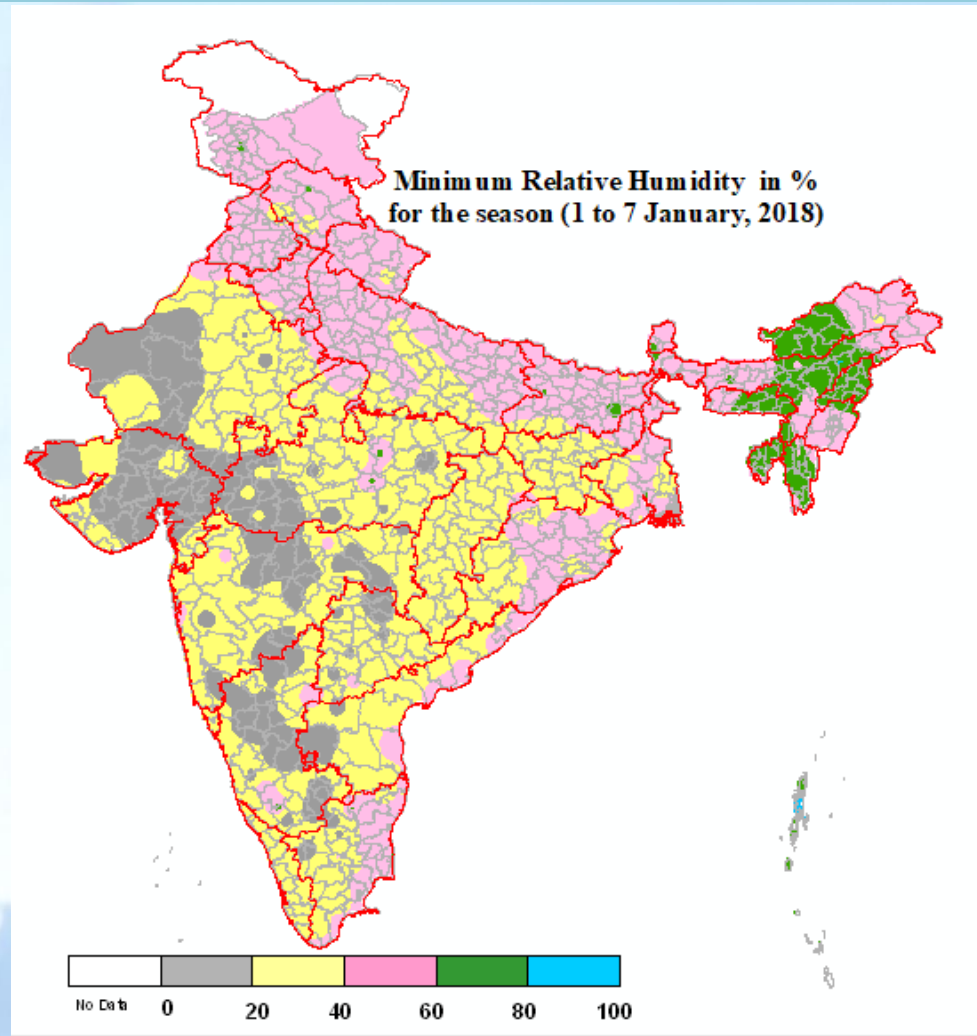 Minimum Relative Humidity in %
for the season (1 to 7 January, 2018)
No Data 0 20 40 60 80 100